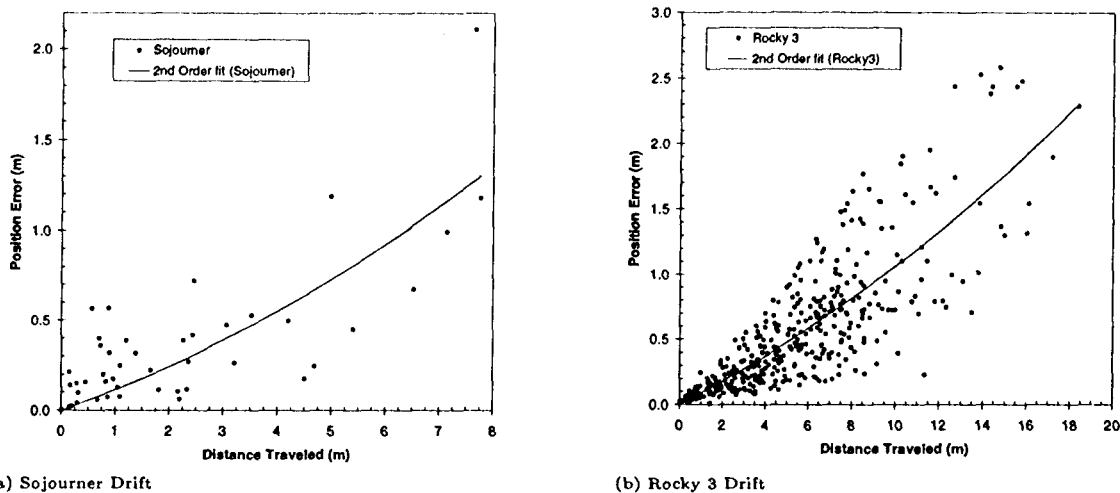 2.0
1.5
1.0
0.5
0.0
Position Error (m)
Sojourner
2nd Order fit (Sojourner)
0 1 2 3 4 5 6 7 8
Distance Traveled (m)
a) Sojourner Drift
3.0
2.5
2.0
1.5
1.0
0.5
0.0
Position Error (m)
Rocky 3
2nd Order fit (Rocky3)
0 2 4 6 8 10 12 14 16 18 20
Distance Traveled (m)
(b) Rocky 3 Drift